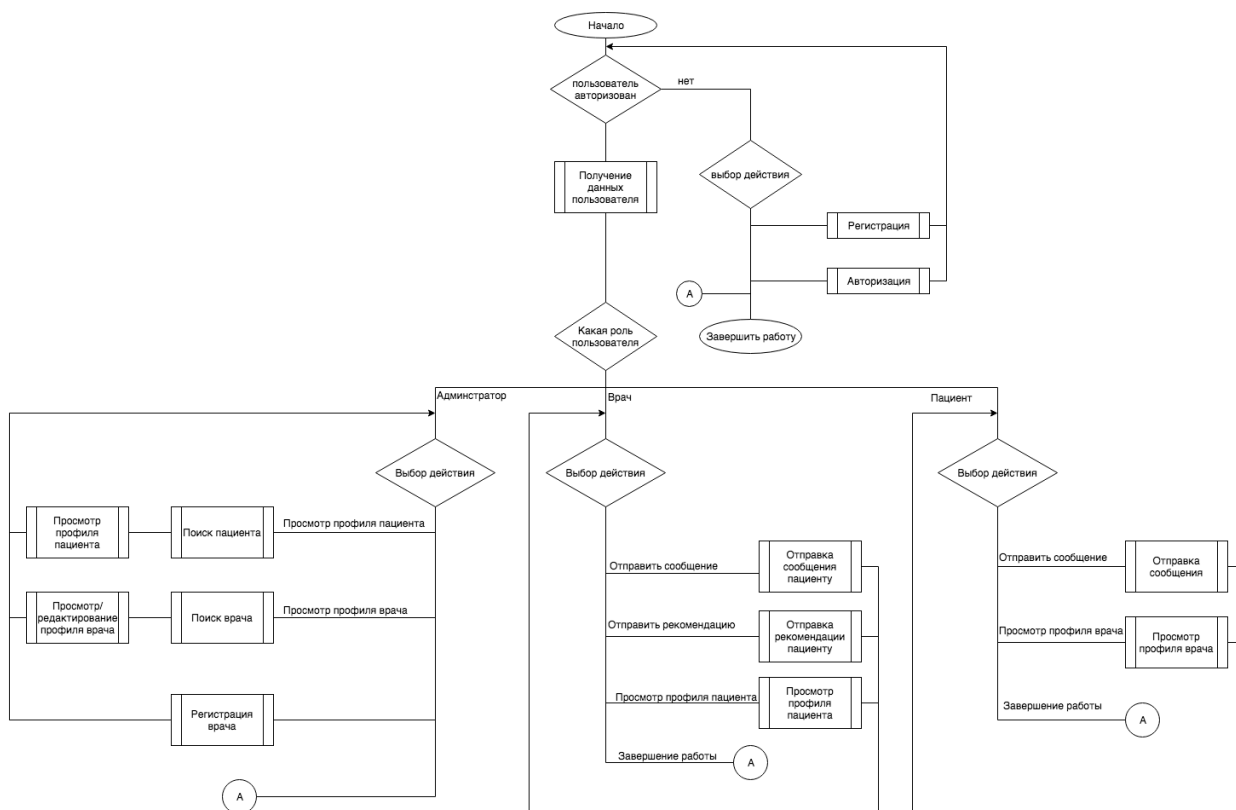 Начало
пользователь
авторизован
нет
Получение
данных
пользователя
выбор действия
Регистрация
Авторизация
А
Завершить работу
Какая роль
пользователя
Админстратор
Врач
Пациент
Выбор действия
Выбор действия
Выбор действия
Просмотр
профиля
пациента
Поиск пациента
Просмотр профиля пациента
Просмотр/
редактирование
профиля врача
Поиск врача
Просмотр профиля врача
Регистрация
врача
А
Отправить сообщение
Отправка
сообщения
пациенту
Отправить рекомендацию
Отправка
рекомендации
пациенту
Просмотр профиля пациента
Просмотр
профиля
пациента
Завершение работы
А
Отправить сообщение
Отправка
сообщения
Просмотр профиля врача
Просмотр
профиля врача
Завершение работы
А